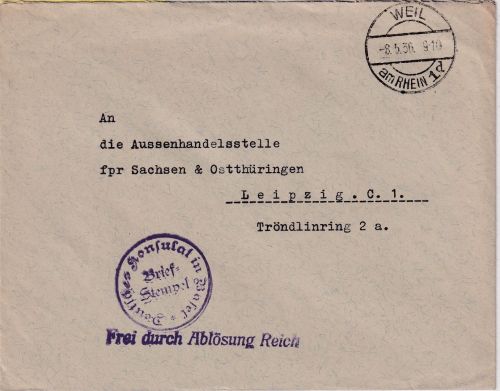 WEIL
-8.5.36. 9-10
am RHEIN 1d
An
die Aussenhandelsstelle
fpr Sachsen & Ostthüringen
Leipzig . C. 1.
Tröndlinring 2 a.
Deutsches Konsulat in Basel *
Brief-
Stempel
Frei durch Ablösung Reich